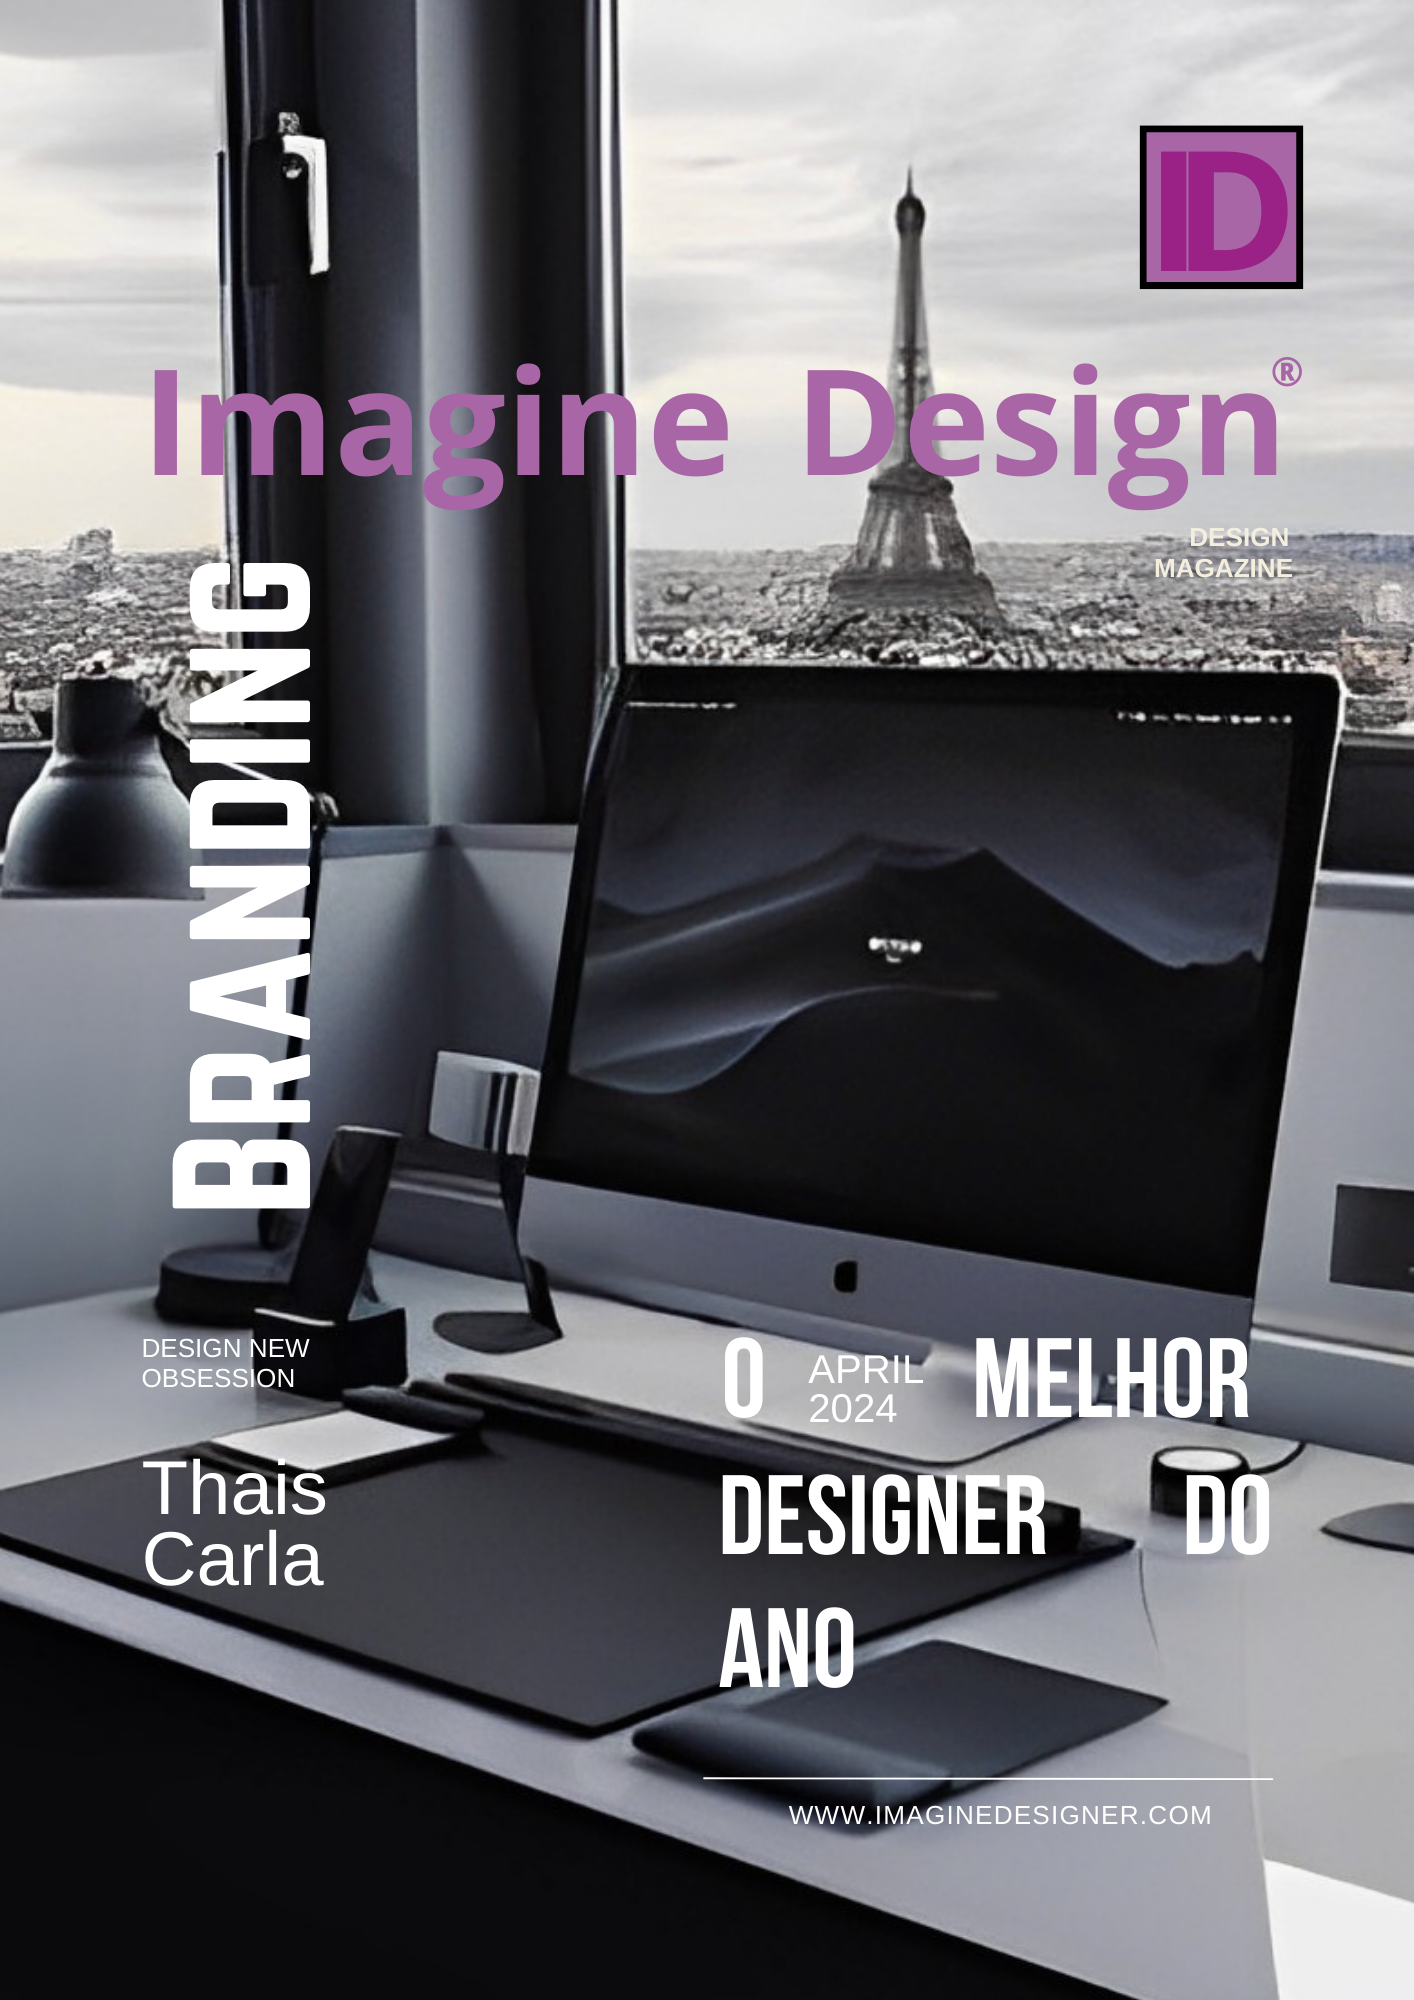 ID
Imagine Design®
DESIGN
MAGAZINE
BRANDING
DESIGN NEW
OBSESSION
Thais
Carla
O MELHOR
APRIL
2024
DESIGNER DO
ANO
WWW.IMAGINEDESIGNER.COM